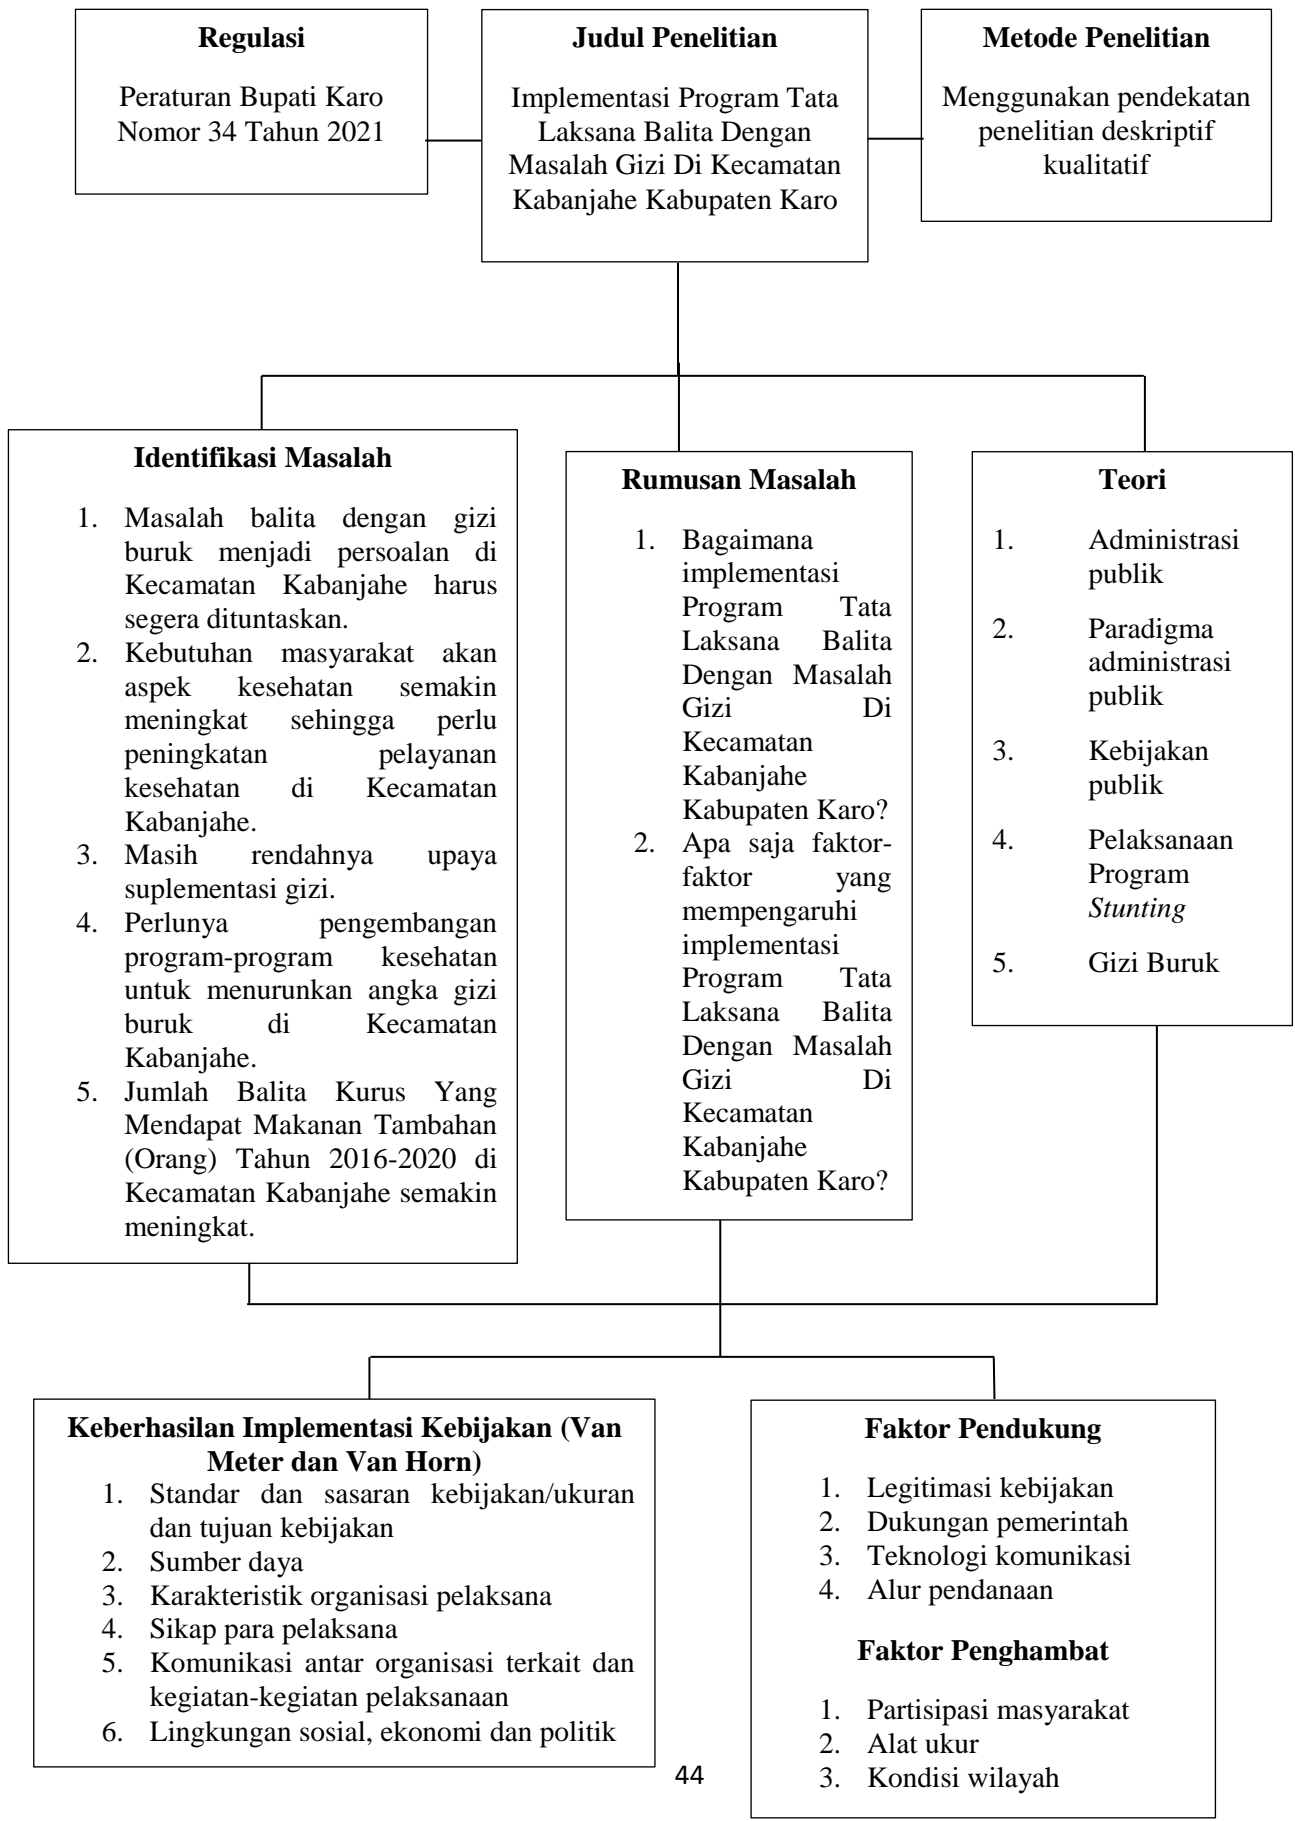 Regulasi
Peraturan Bupati Karo
Nomor 34 Tahun 2021
Judul Penelitian
Implementasi Program Tata
Laksana Balita Dengan
Masalah Gizi Di Kecamatan
Kabanjahe Kabupaten Karo
Metode Penelitian
Menggunakan pendekatan
penelitian deskriptif
kualitatif
Identifikasi Masalah
1. Masalah balita dengan gizi
buruk menjadi persoalan di
Kecamatan Kabanjahe harus
segera dituntaskan.
2. Kebutuhan masyarakat akan
aspek kesehatan semakin
meningkat sehingga perlu
peningkatan pelayanan
kesehatan di Kecamatan
Kabanjahe.
3. Masih rendahnya upaya
suplementasi gizi.
4. Perlunya pengembangan
program-program kesehatan
untuk menurunkan angka gizi
buruk di Kecamatan
Kabanjahe.
5. Jumlah Balita Kurus Yang
Mendapat Makanan Tambahan
(Orang) Tahun 2016-2020 di
Kecamatan Kabanjahe semakin
meningkat.
Rumusan Masalah
1. Bagaimana
implementasi
Program Tata
Laksana Balita
Dengan Masalah
Gizi Di
Kecamatan
Kabanjahe
Kabupaten Karo?
2. Apa saja faktor-
faktor yang
mempengaruhi
implementasi
Program Tata
Laksana Balita
Dengan Masalah
Gizi Di
Kecamatan
Kabanjahe
Kabupaten Karo?
Teori
1. Administrasi
publik
2. Paradigma
administrasi
publik
3. Kebijakan
publik
4. Pelaksanaan
Program
Stunting
5. Gizi Buruk
Keberhasilan Implementasi Kebijakan (Van
Meter dan Van Horn)
1. Standar dan sasaran kebijakan/ukuran
dan tujuan kebijakan
2. Sumber daya
3. Karakteristik organisasi pelaksana
4. Sikap para pelaksana
5. Komunikasi antar organisasi terkait dan
kegiatan-kegiatan pelaksanaan
6. Lingkungan sosial, ekonomi dan politik
Faktor Pendukung
1. Legitimasi kebijakan
2. Dukungan pemerintah
3. Teknologi komunikasi
4. Alur pendanaan
Faktor Penghambat
1. Partisipasi masyarakat
2. Alat ukur
3. Kondisi wilayah
44